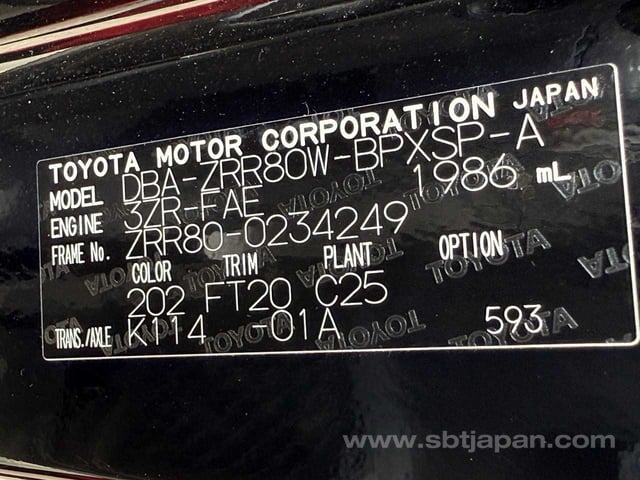 TOYOTA MOTOR CORPORATION JAPAN
MODEL DBA-ZRR80W-BPXSP-A
ENGINE 3ZR-FAE 1986 mL
FRAME No. ZRR80-0234249
COLOR TRIM PLANT OPTION
202 FT20 C25
TRANS./AXLE K114 -01A 593
www.sbtjapan.com